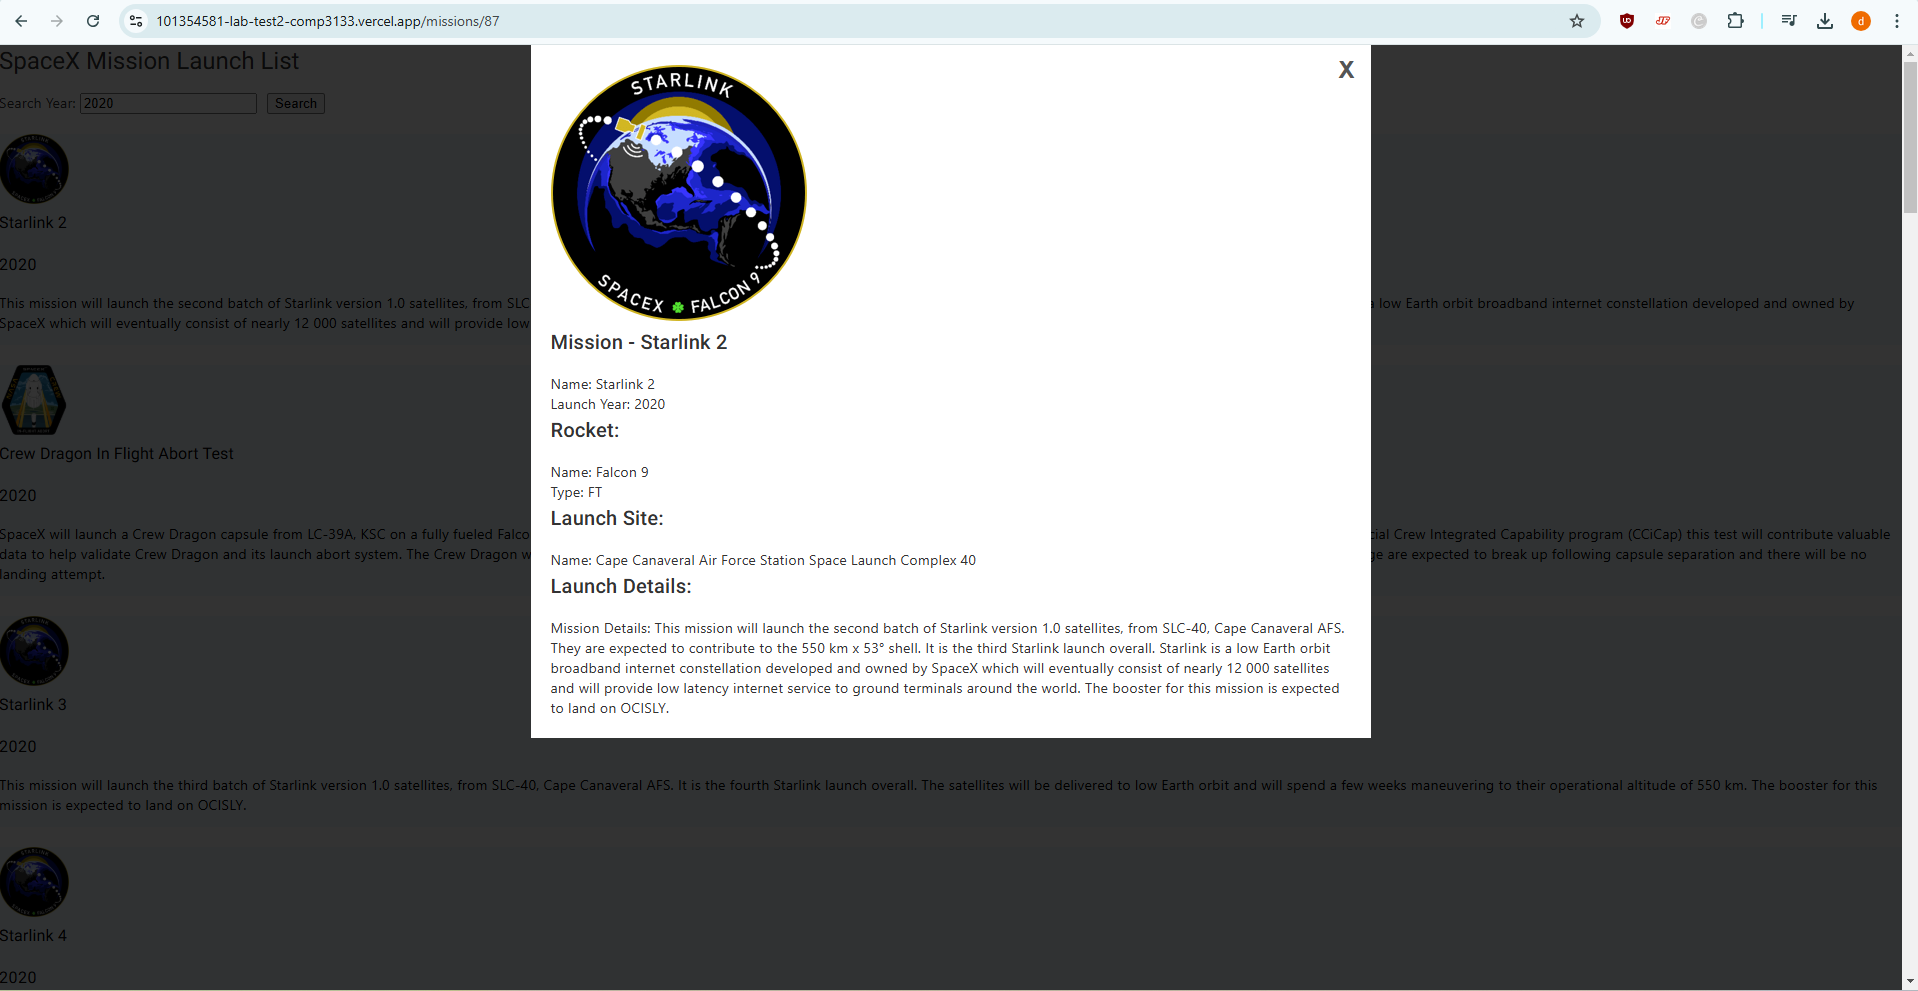 101354581-lab-test2-comp3133.vercel.app/missions/87
d
SpaceX Mission Launch List
Search Year: 2020 Search
STARLINK
Starlink 2
2020
This mission will launch the second batch of Starlink version 1.0 satellites, from SLC
a low Earth orbit broadband internet constellation developed and owned by
SpaceX which will eventually consist of nearly 12 000 satellites and will provide low
Crew Dragon In Flight Abort Test
2020
SpaceX will launch a Crew Dragon capsule from LC-39A, KSC on a fully fueled Falco
cial Crew Integrated Capability program (CCiCap) this test will contribute valuable
data to help validate Crew Dragon and its launch abort system. The Crew Dragon w
ge are expected to break up following capsule separation and there will be no
landing attempt.
STARLINK
Starlink 3
2020
This mission will launch the third batch of Starlink version 1.0 satellites, from SLC-40, Cape Canaveral AFS. It is the fourth Starlink launch overall. The satellites will be delivered to low Earth orbit and will spend a few weeks maneuvering to their operational altitude of 550 km. The booster for this
mission is expected to land on OCISLY.
STARLINK
Starlink 4
2020
X
STARLINK
SPACEX FALCON 9
Mission - Starlink 2
Name: Starlink 2
Launch Year: 2020
Rocket:
Name: Falcon 9
Type: FT
Launch Site:
Name: Cape Canaveral Air Force Station Space Launch Complex 40
Launch Details:
Mission Details: This mission will launch the second batch of Starlink version 1.0 satellites, from SLC-40, Cape Canaveral AFS.
They are expected to contribute to the 550 km x 53° shell. It is the third Starlink launch overall. Starlink is a low Earth orbit
broadband internet constellation developed and owned by SpaceX which will eventually consist of nearly 12 000 satellites
and will provide low latency internet service to ground terminals around the world. The booster for this mission is expected
to land on OCISLY.